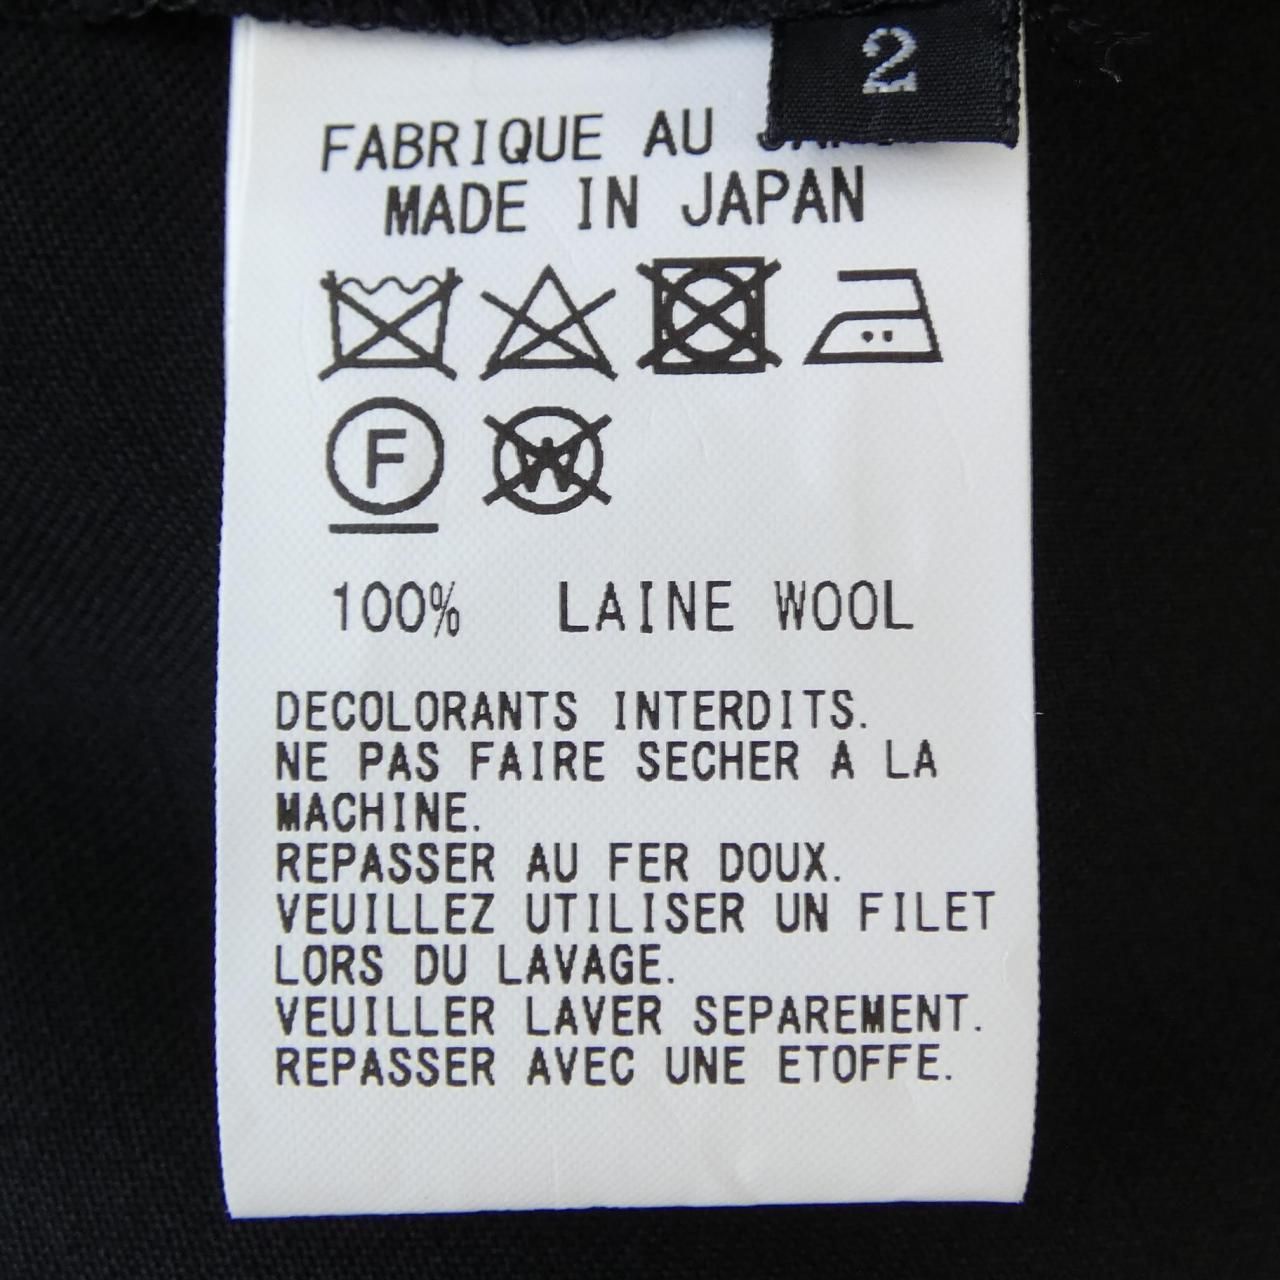 2
FABRIQUE AU
MADE IN JAPAN
F
W
100% LAINE WOOL
DECOLORANTS INTERDITS.
NE PAS FAIRE SECHER A LA
MACHINE.
REPASSER AU FER DOUX.
VEUILLEZ UTILISER UN FILET
LORS DU LAVAGE.
VEUILLER LAVER SEPAREMENT.
REPASSER AVEC UNE ETOFFE.